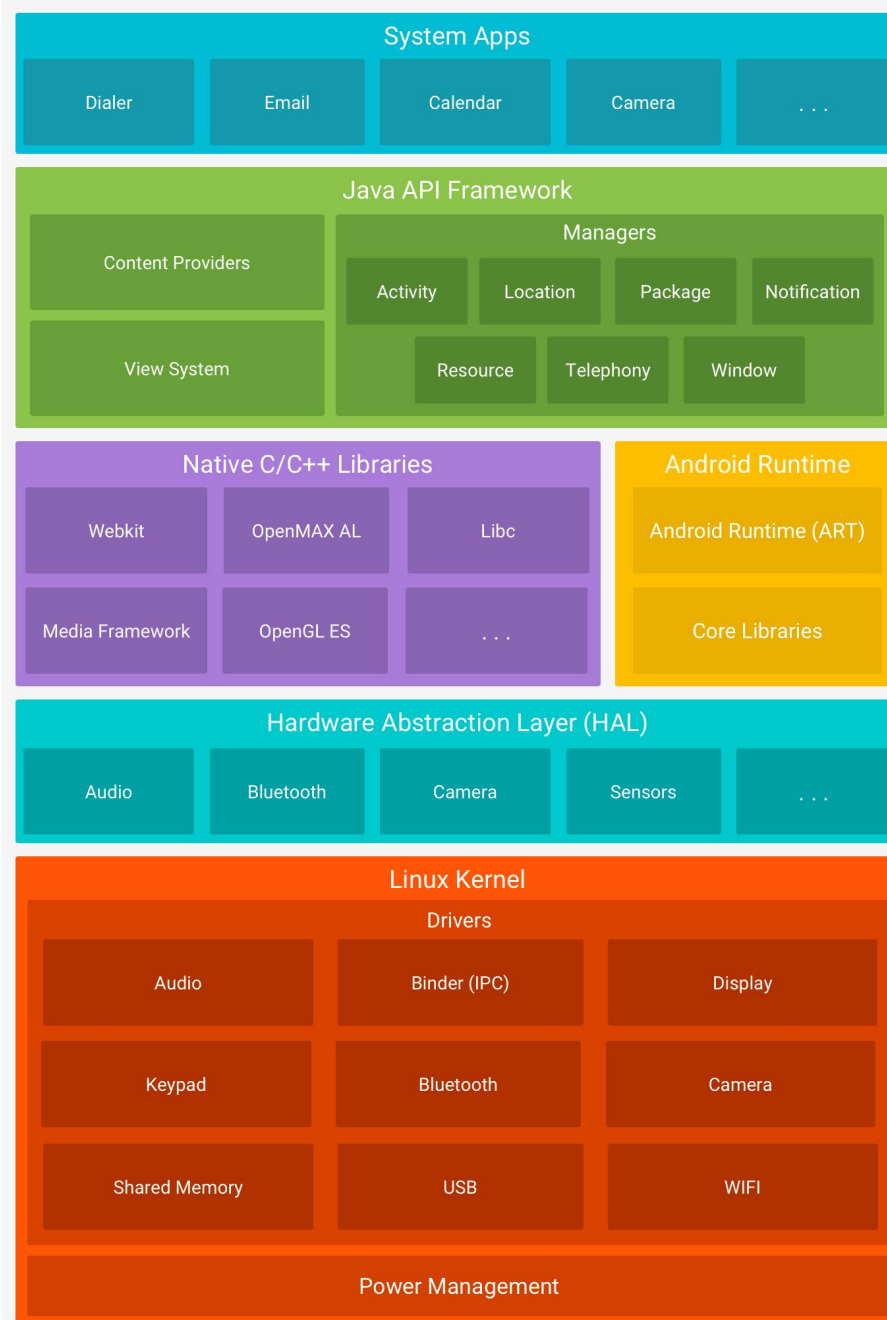 System Apps
Dialer
Email
Calendar
Camera
. . .
Java API Framework
Content Providers
View System
Managers
Activity
Location
Package
Notification
Resource
Telephony
Window
Native C/C++ Libraries
Webkit
OpenMAX AL
Libc
Media Framework
OpenGL ES
. . .
Android Runtime
Android Runtime (ART)
Core Libraries
Hardware Abstraction Layer (HAL)
Audio
Bluetooth
Camera
Sensors
. . .
Linux Kernel
Drivers
Audio
Binder (IPC)
Display
Keypad
Bluetooth
Camera
Shared Memory
USB
WIFI
Power Management